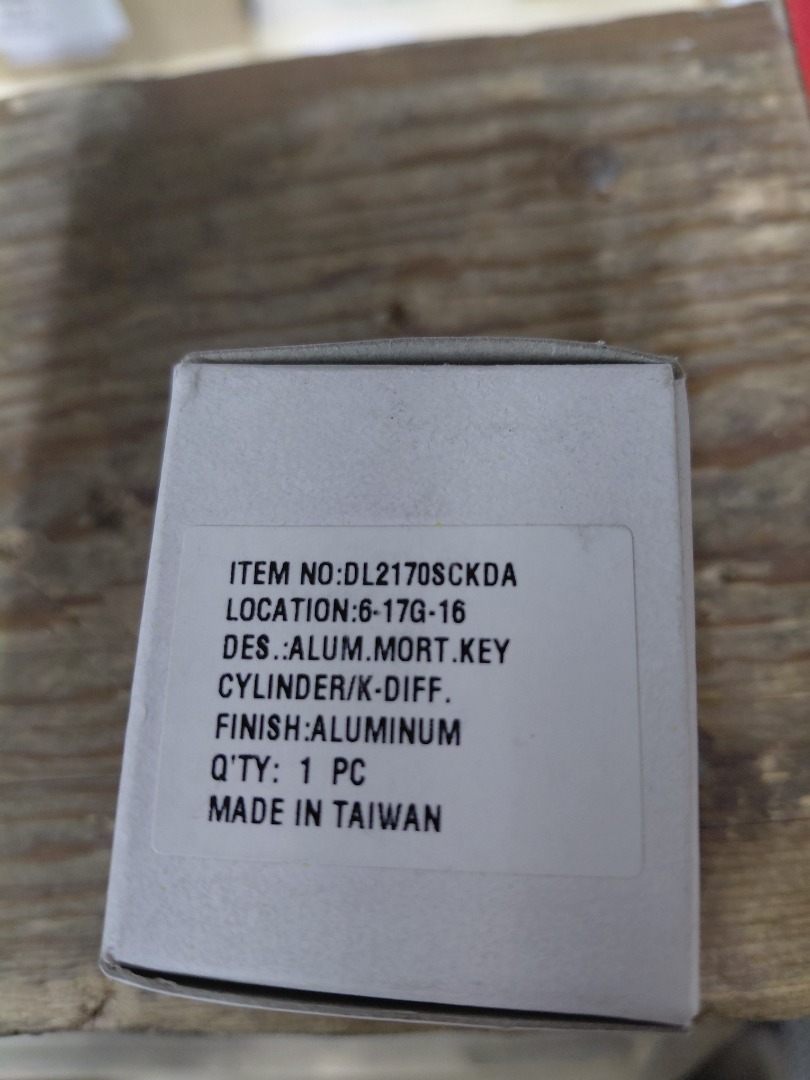 ITEM NO:DL2170SCKDA
LOCATION:6-17G-16
DES.:ALUM.MORT.KEY
CYLINDER/K-DIFF.
FINISH:ALUMINUM
Q'TY: 1 PC
MADE IN TAIWAN